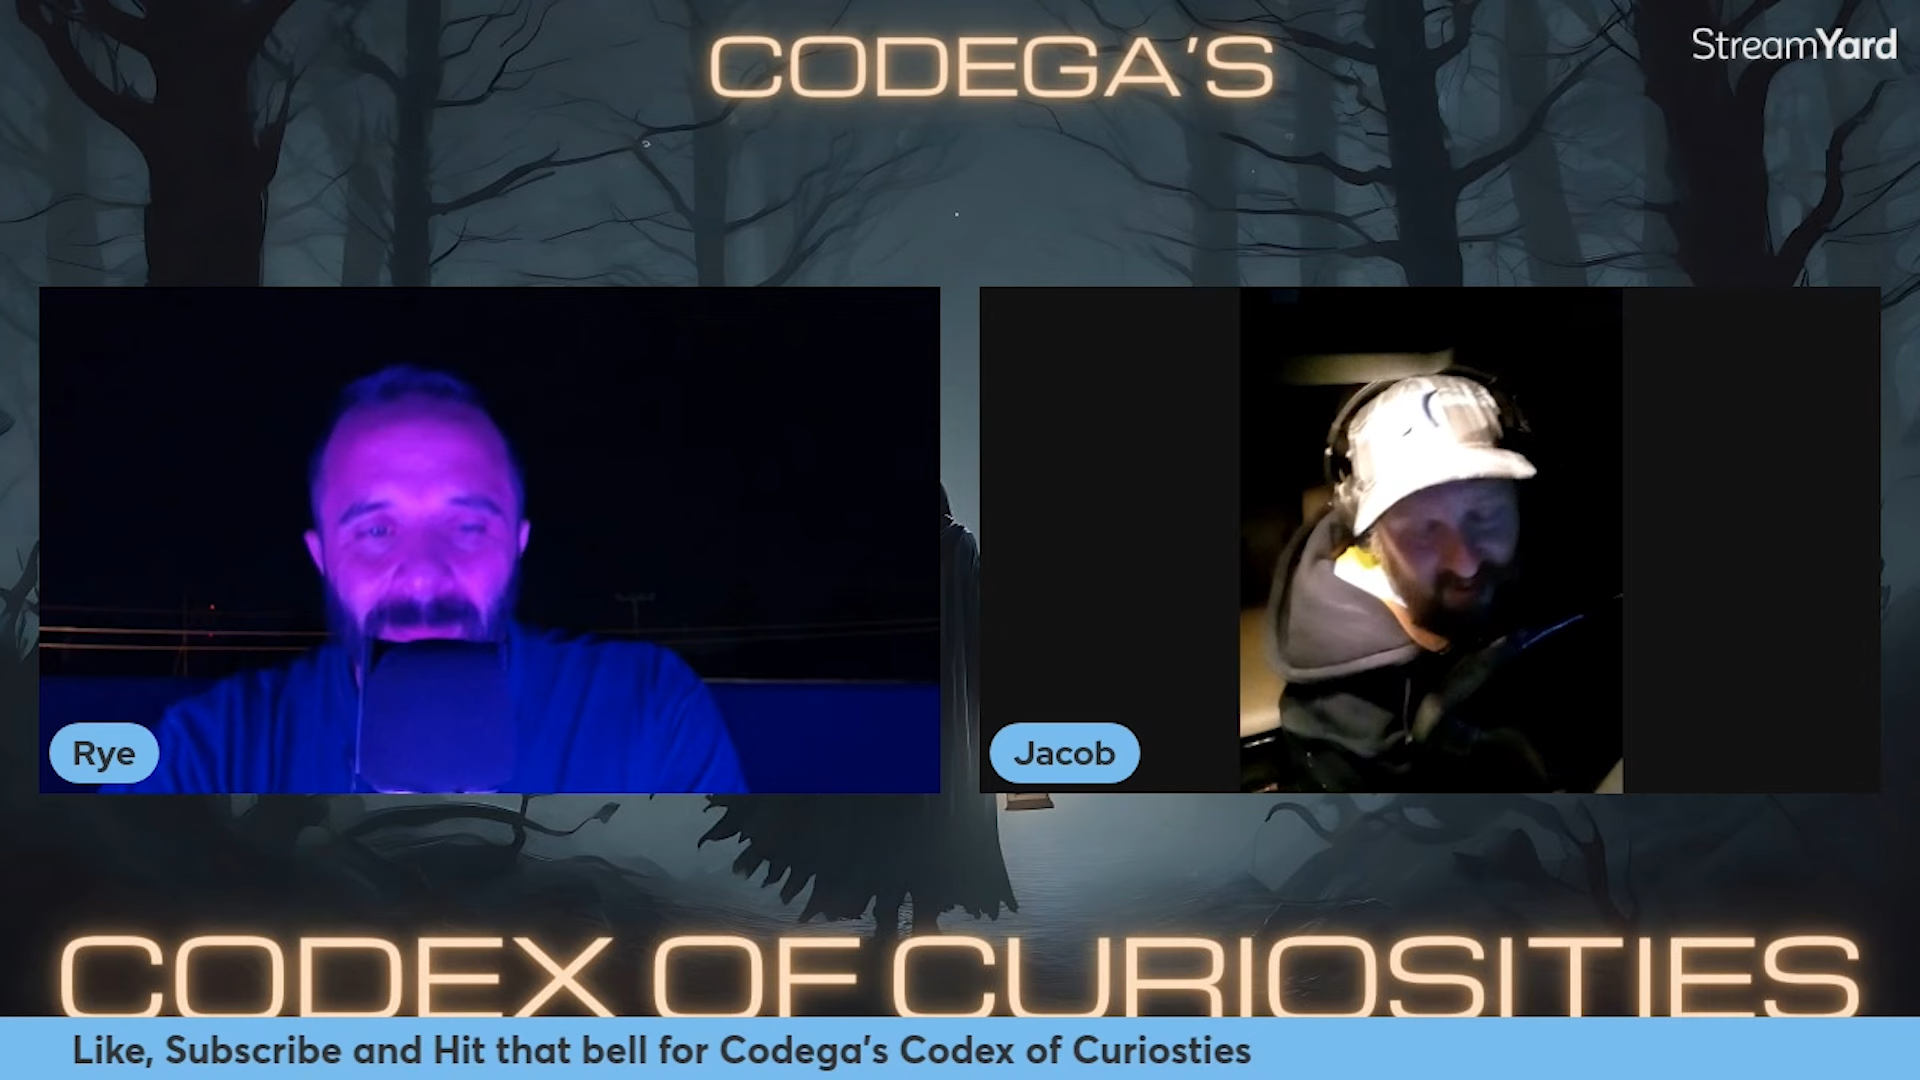 CODEGA'S
StreamYard
Rye
Jacob
CODEX OF CURIOSITIES
Like, Subscribe and Hit that bell for Codega's Codex of Curiosties